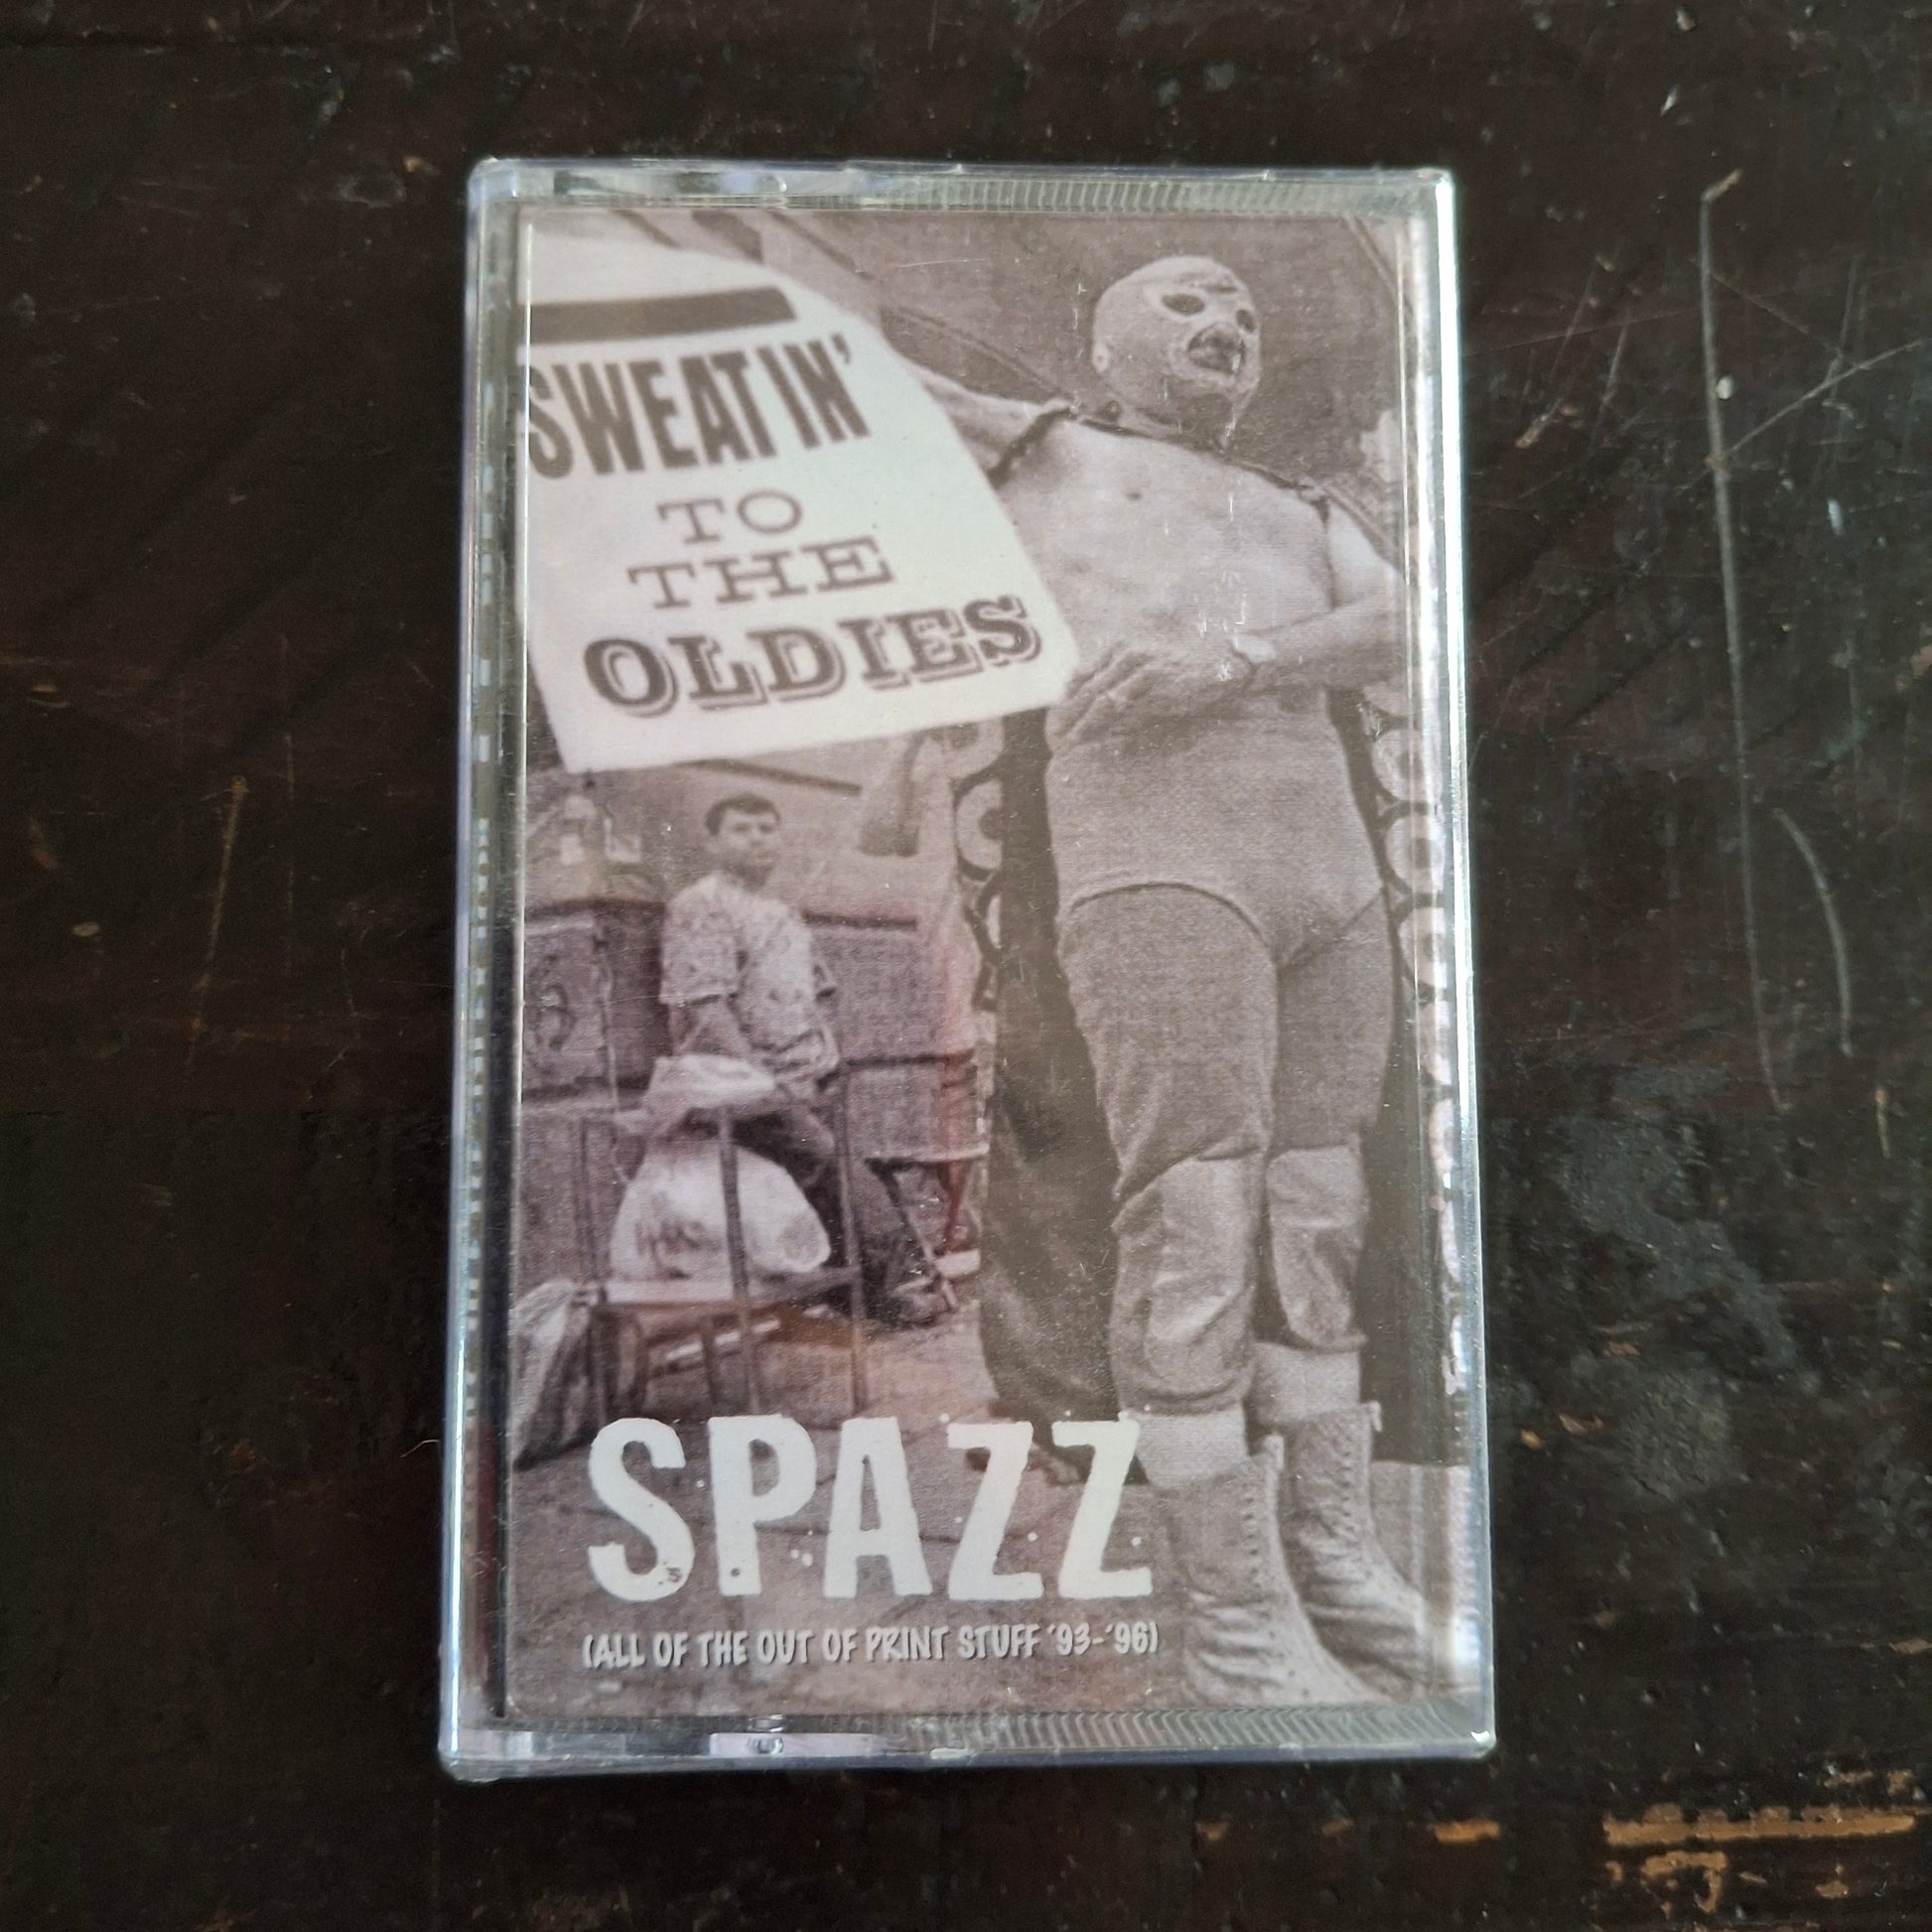 SWEATIN'
TO
THE
OLDIES
SPAZZ
(ALL OF THE OUT OF PRINT STUFF '93-'96)